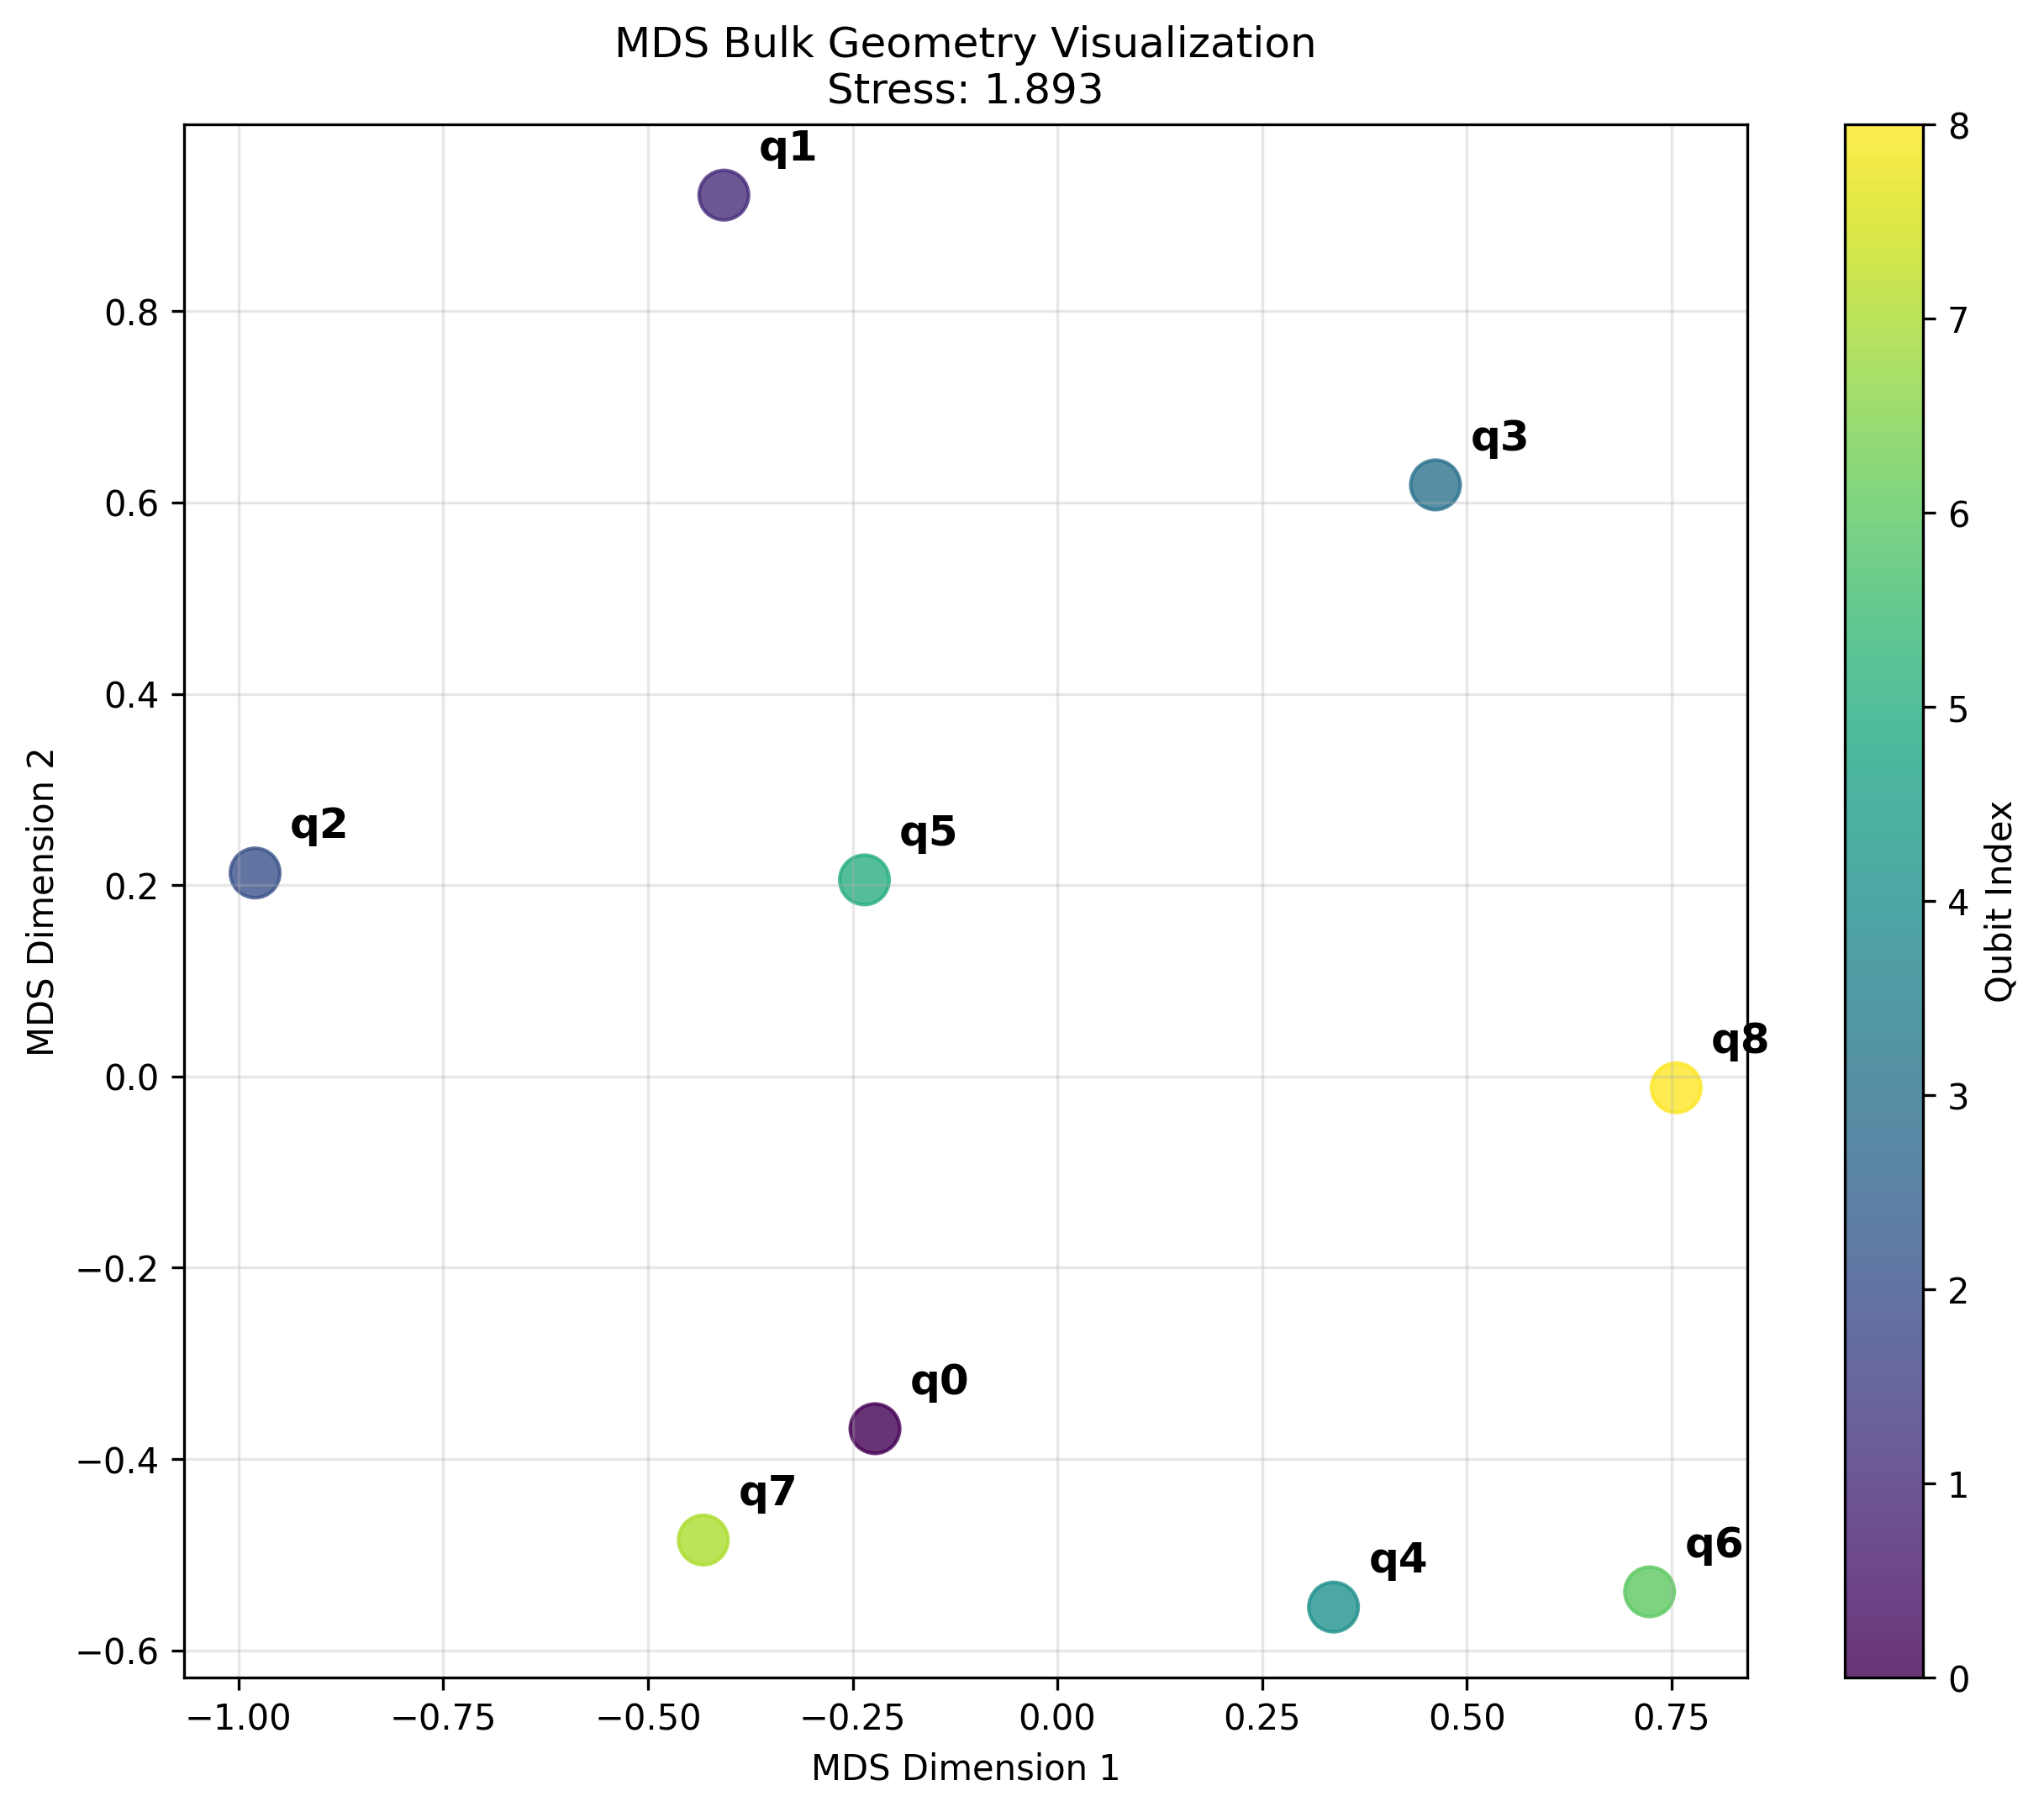 MDS Bulk Geometry Visualization
Stress: 1.893
q1
q3
q2
q5
q8
q0
q7
q4
q6
0.8
0.6
0.4
0.2
0.0
−0.2
−0.4
−0.6
MDS Dimension 2
−1.00
−0.75
−0.50
−0.25
0.00
0.25
0.50
0.75
MDS Dimension 1
8
7
6
5
4
3
2
1
0
Qubit Index